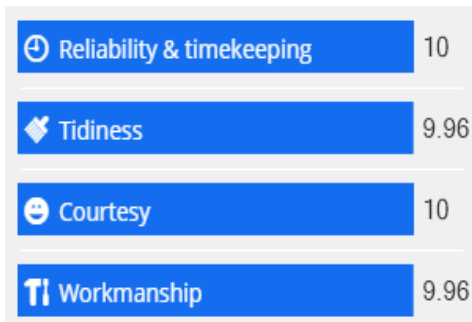 Reliability & timekeeping 10
Tidiness 9.96
Courtesy 10
Workmanship 9.96